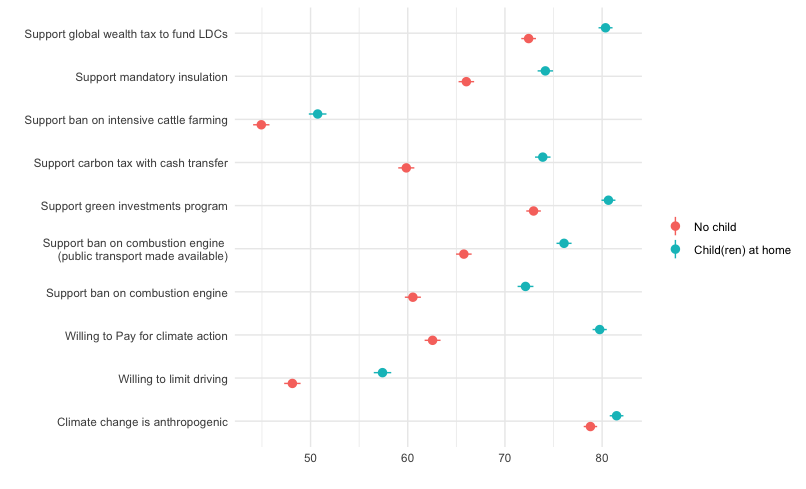 Support global wealth tax to fund LDCs
Support mandatory insulation
Support ban on intensive cattle farming
Support carbon tax with cash transfer
Support green investments program
Support ban on combustion engine
(public transport made available)
Support ban on combustion engine
Willing to Pay for climate action
Willing to limit driving
Climate change is anthropogenic
50 60 70 80
No child
Child(ren) at home